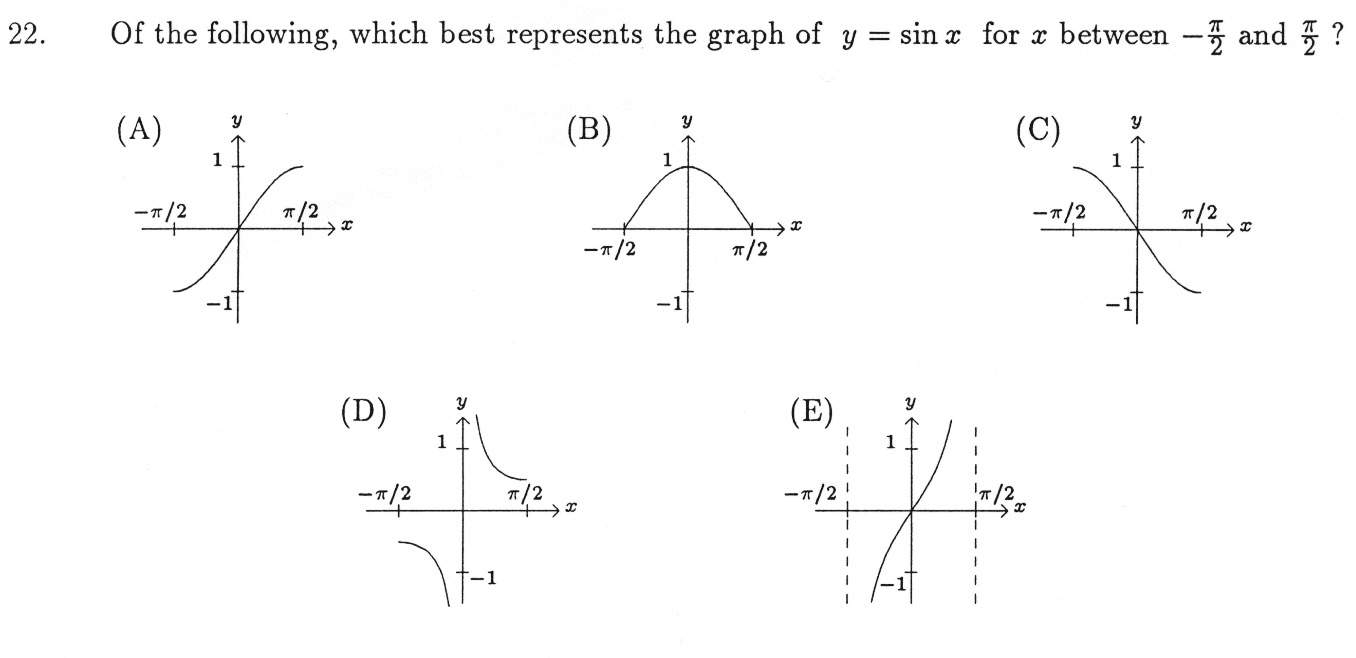 22. Of the following, which best represents the graph of y = sin x for x between −π/2 and π/2 ?
(A) (B) (C)
y y y
1 1 1
−π/2 π/2 x x −π/2 π/2 x
−π/2 π/2
−1 −1 −1
(D) (E)
y y
1 1
−π/2 π/2 x −π/2 π/2 x
−1 −1